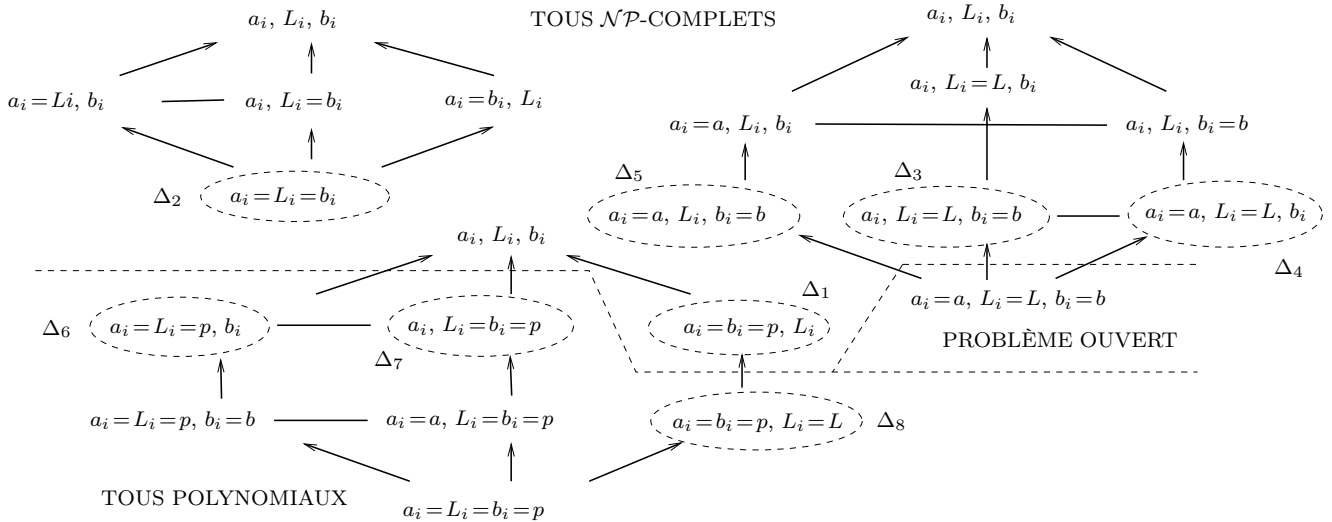 TOUS 𝒩𝒫-COMPLETS
a_i, L_i, b_i
a_i=Li, b_i
a_i, L_i=b_i
a_i=b_i, L_i
Δ_2
a_i=L_i=b_i
a_i, L_i, b_i
a_i, L_i=L, b_i
a_i=a, L_i, b_i
a_i, L_i, b_i=b
Δ_5
a_i=a, L_i, b_i=b
Δ_3
a_i, L_i=L, b_i=b
a_i=a, L_i=L, b_i
Δ_4
a_i=a, L_i=L, b_i=b
PROBLÈME OUVERT
a_i, L_i, b_i
Δ_6
a_i=L_i=p, b_i
a_i, L_i=b_i=p
Δ_7
Δ_1
a_i=b_i=p, L_i
a_i=L_i=p, b_i=b
a_i=a, L_i=b_i=p
a_i=b_i=p, L_i=L
Δ_8
TOUS POLYNOMIAUX
a_i=L_i=b_i=p